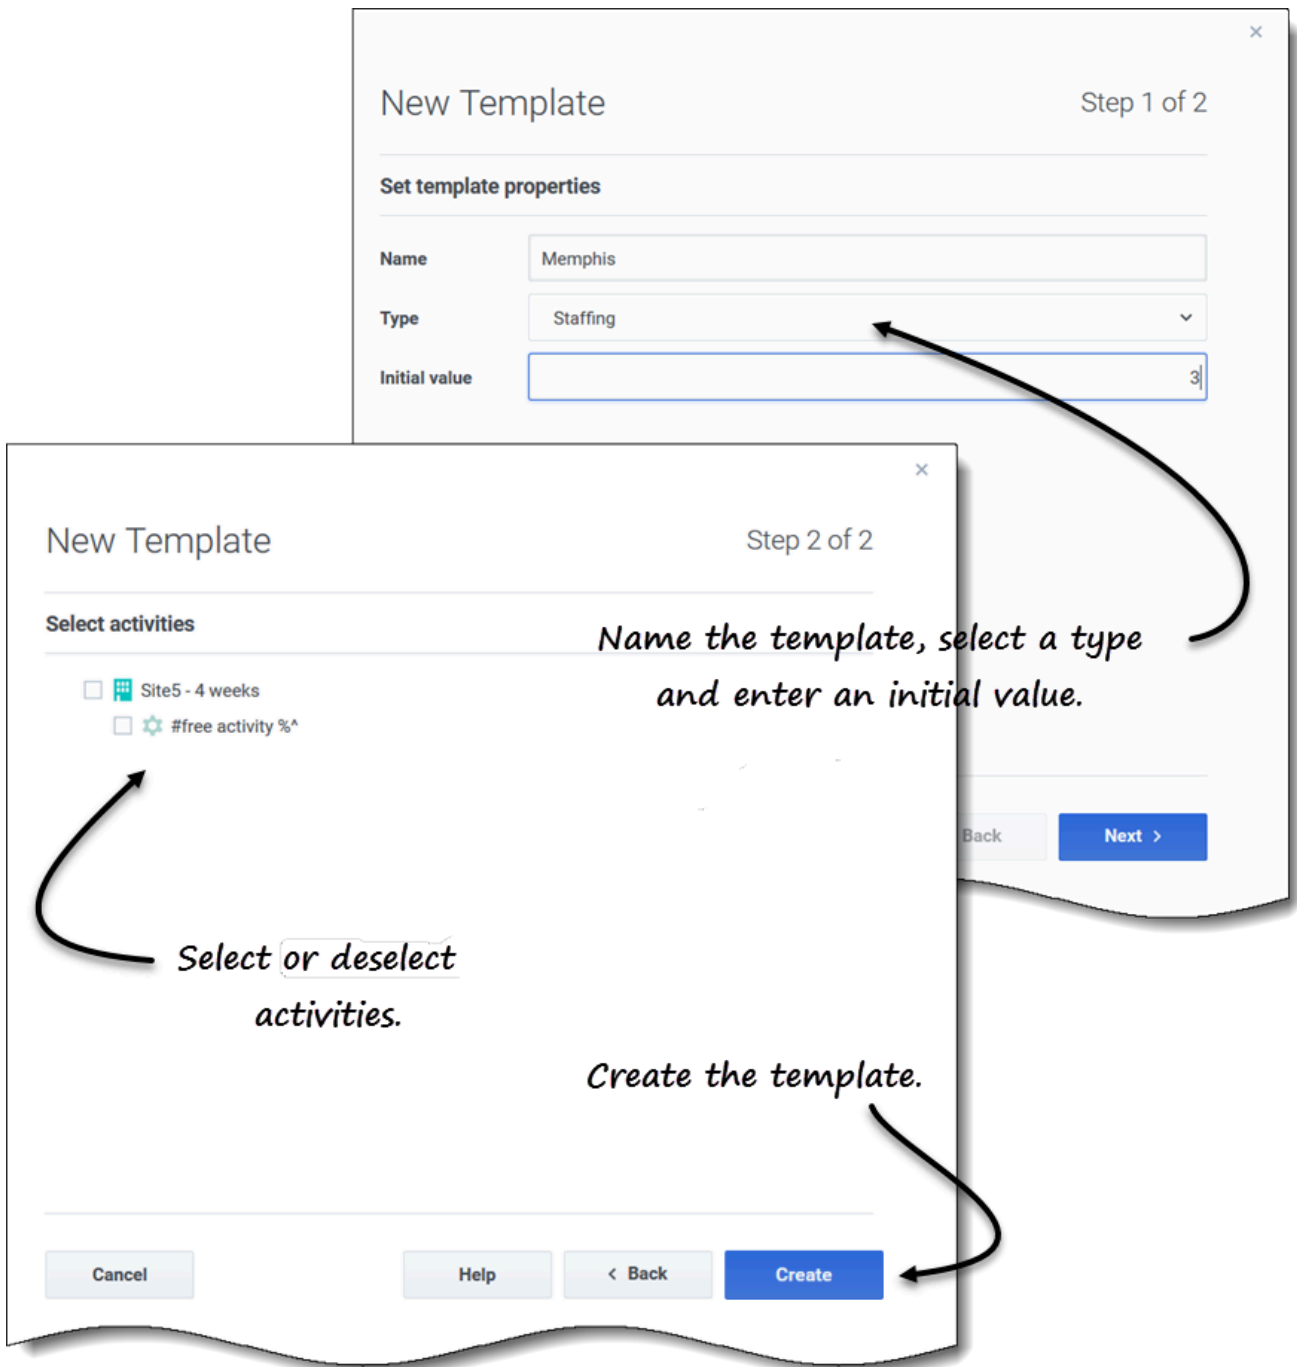 New Template
Step 1 of 2
Set template properties
Name
Memphis
Type
Staffing
Initial value
3
New Template
Step 2 of 2
Select activities
Site5 - 4 weeks
#free activity %^
Name the template, select a type
and enter an initial value.
Back
Next >
Select or deselect
activities.
Create the template.
Cancel
Help
< Back
Create